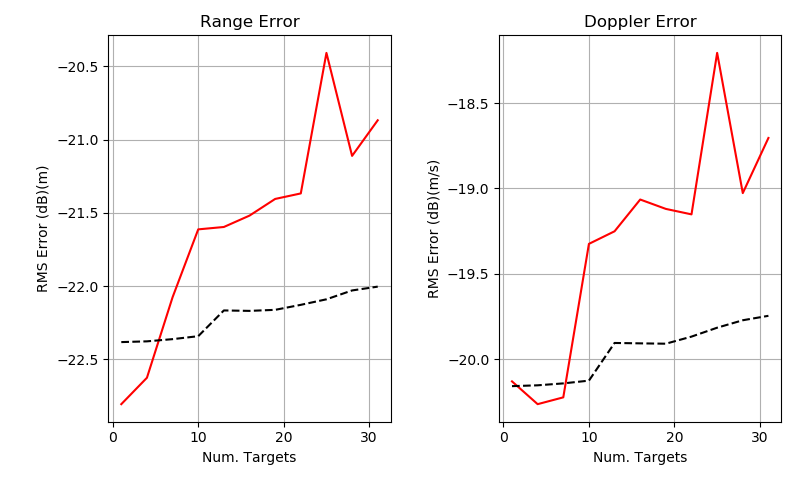 Range Error
RMS Error (dB)(m)
−20.5
−21.0
−21.5
−22.0
−22.5
0 10 20 30
Num. Targets
Doppler Error
RMS Error (dB)(m/s)
−18.5
−19.0
−19.5
−20.0
0 10 20 30
Num. Targets